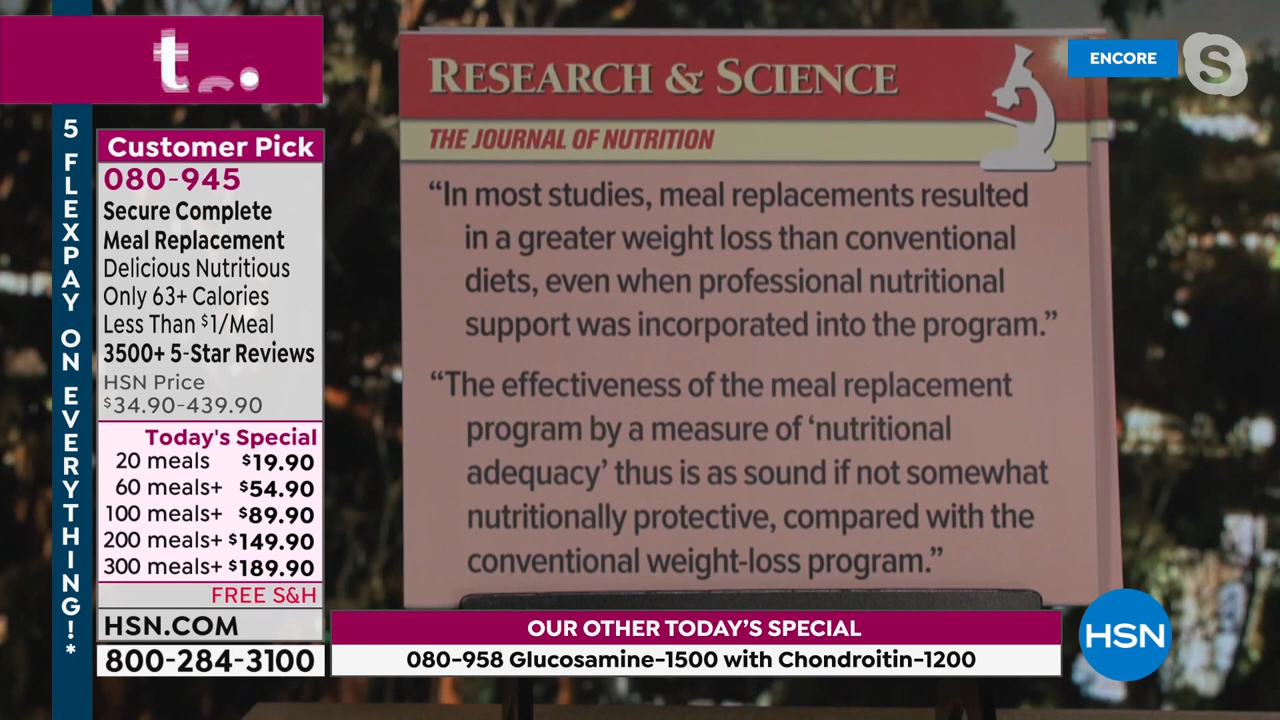 t
5 FLEXPAY ON EVERYTHING!*
Customer Pick
080-945
Secure Complete
Meal Replacement
Delicious Nutritious
Only 63+ Calories
Less Than $1/Meal
3500+ 5-Star Reviews
HSN Price
$34.90-439.90
Today's Special
20 meals $19.90
60 meals+ $54.90
100 meals+ $89.90
200 meals+ $149.90
300 meals+ $189.90
FREE S&H
HSN.COM
800-284-3100
RESEARCH & SCIENCE
THE JOURNAL OF NUTRITION
“In most studies, meal replacements resulted
in a greater weight loss than conventional
diets, even when professional nutritional
support was incorporated into the program.”
“The effectiveness of the meal replacement
program by a measure of ‘nutritional
adequacy’ thus is as sound if not somewhat
nutritionally protective, compared with the
conventional weight-loss program.”
ENCORE
S
OUR OTHER TODAY’S SPECIAL
080-958 Glucosamine-1500 with Chondroitin-1200
HSN